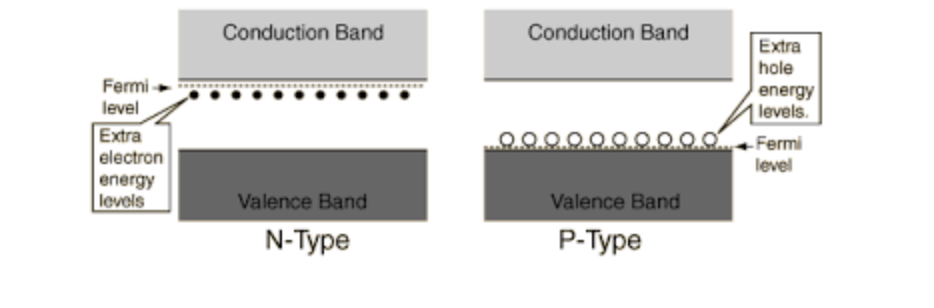 Conduction Band
Fermi
level
Extra
electron
energy
levels
Valence Band
N-Type
Conduction Band
Extra
hole
energy
levels.
Fermi
level
Valence Band
P-Type